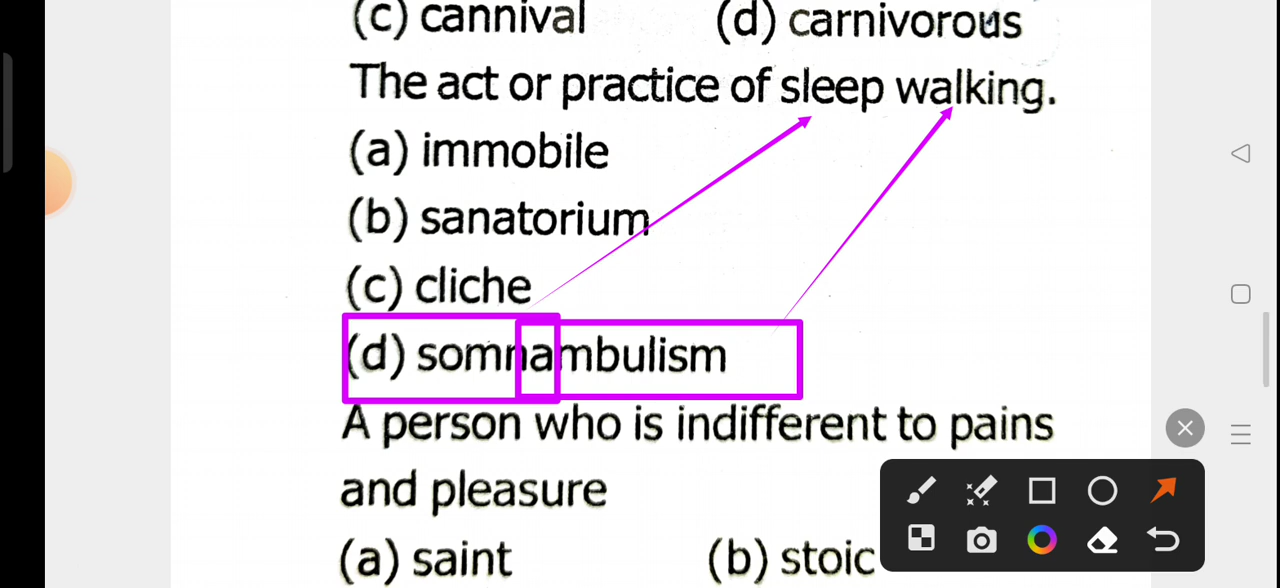 (c) cannival (d) carnivorous
The act or practice of sleep walking.
(a) immobile
(b) sanatorium
(c) cliche
(d) somnambulism
A person who is indifferent to pains
and pleasure
(a) saint (b) stoic